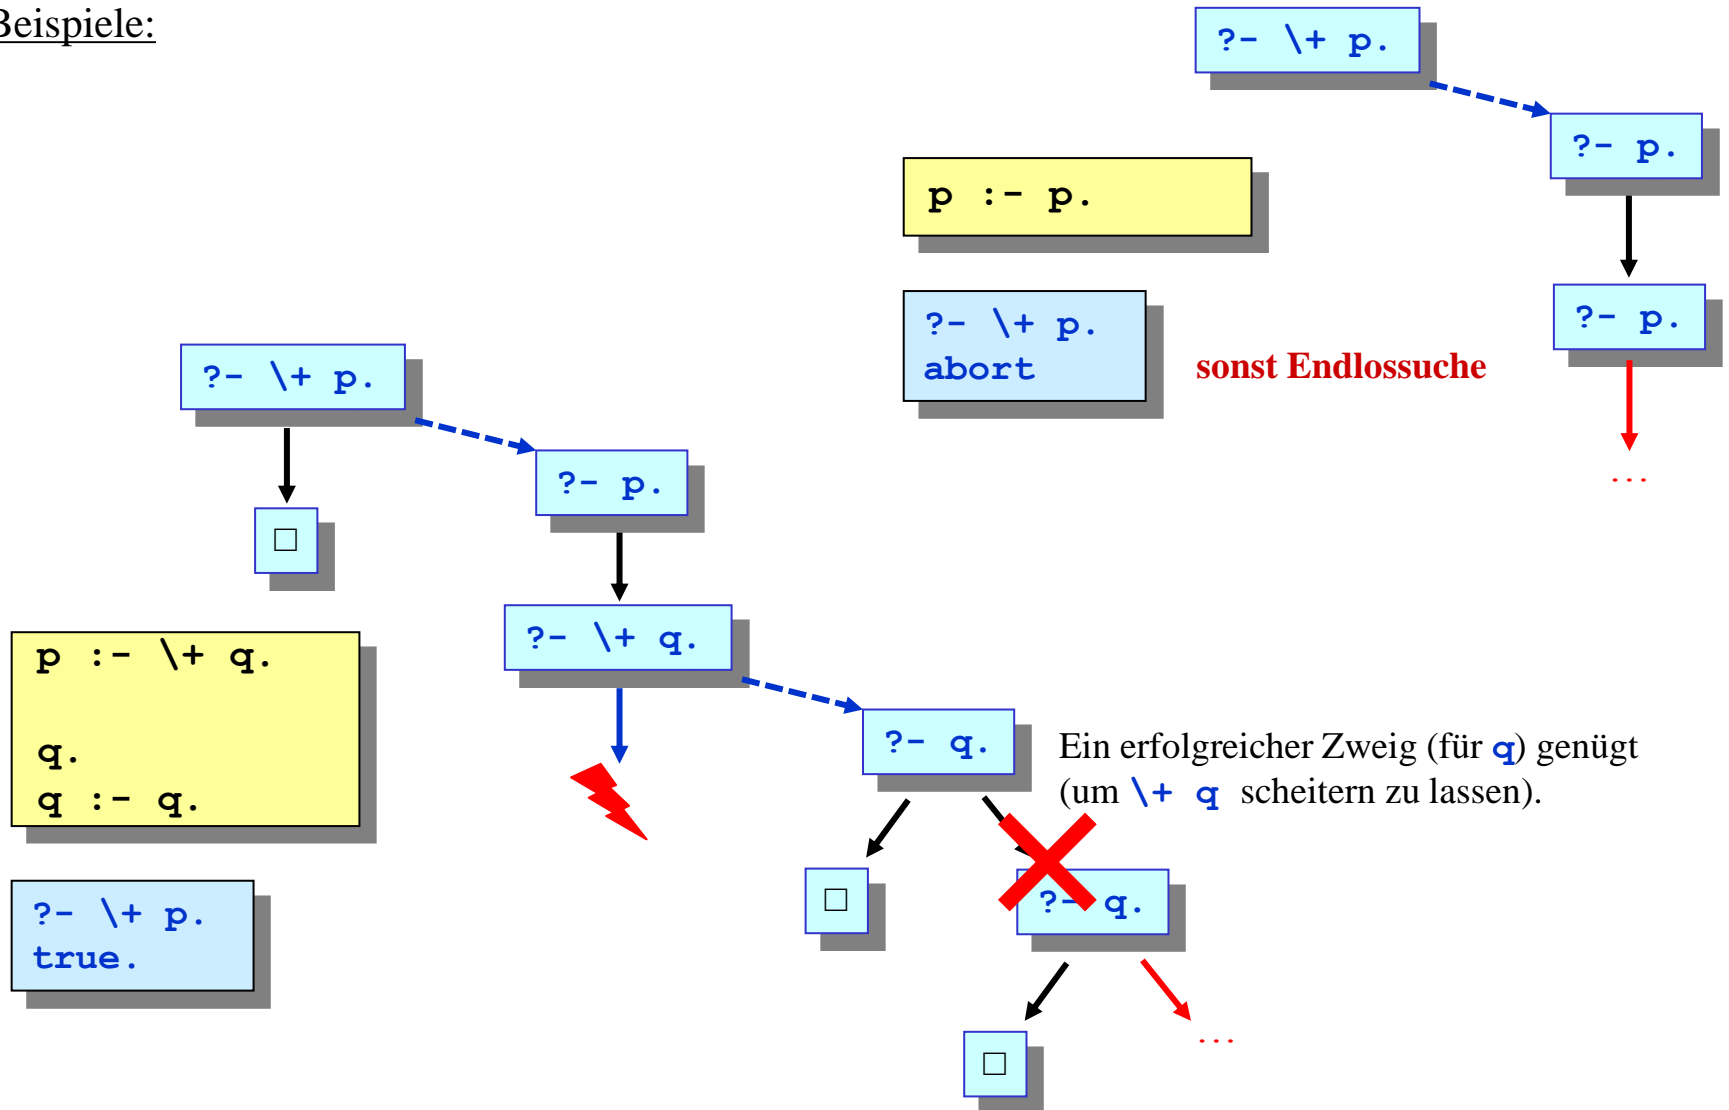 Beispiele:
?- \+ p.
?- p.
p :- p.
?- p.
?- \+ p.
abort
sonst Endlossuche
...
?- \+ p.
?- p.
□
?- \+ q.
p :- \+ q.
q.
q :- q.
?- q.
Ein erfolgreicher Zweig (für q) genügt
(um \+ q scheitern zu lassen).
□
?- q.
?- \+ p.
true.
□
...